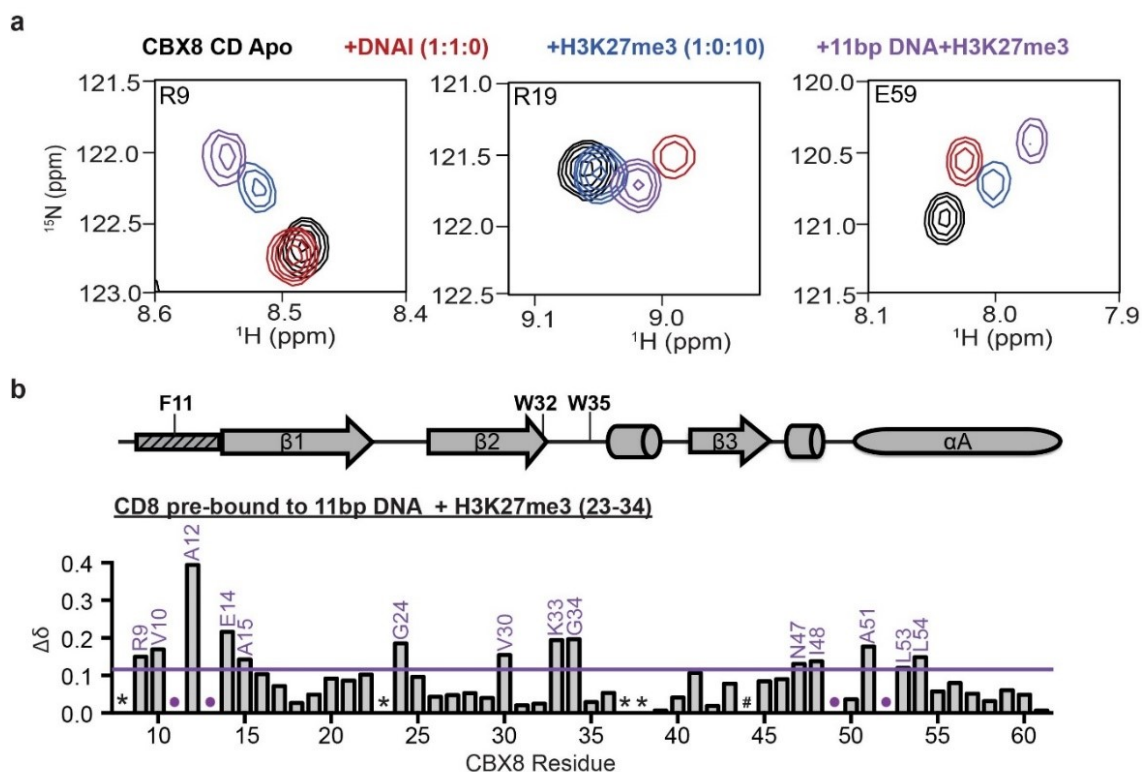 a
CBX8 CD Apo +DNAI (1:1:0) +H3K27me3 (1:0:10) +11bp DNA+H3K27me3
R9
121.5
122.0
122.5
123.0
8.6 8.5 8.4
¹⁵N (ppm)
¹H (ppm)
R19
121.0
121.5
122.0
122.5
9.1 9.0
¹H (ppm)
E59
120.0
120.5
121.0
121.5
8.1 8.0 7.9
¹H (ppm)
b
F11 W32 W35
β1 β2 β3 αA
CD8 pre-bound to 11bp DNA + H3K27me3 (23-34)
Δδ
0.4
0.3
0.2
0.1
0.0
R9 V10 A12 E14 A15 G24 V30 K33 G34 N47 I48 A51 L53 L54
* * * * #
10 15 20 25 30 35 40 45 50 55 60
CBX8 Residue